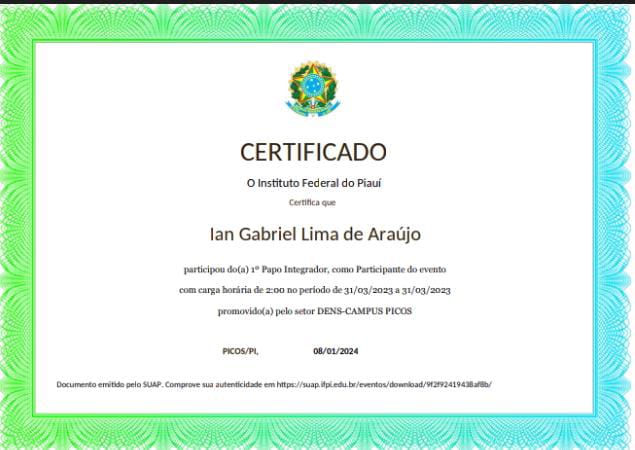 CERTIFICADO
O Instituto Federal do Piauí
Certifica que
Ian Gabriel Lima de Araújo
participou do(a) 1º Papo Integrador, como Participante do evento
com carga horária de 2:00 no período de 31/03/2023 a 31/03/2023
promovido(a) pelo setor DENS-CAMPUS PICOS
PICOS/PI, 08/01/2024
Documento emitido pelo SUAP. Comprove sua autenticidade em https://suap.ifpi.edu.br/eventos/download/9f2f92419438af8b/